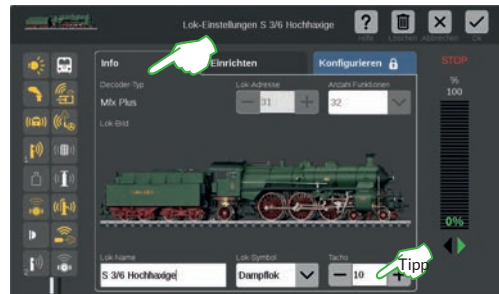 Lok-Einstellungen S 3/6 Hochhaxige
Hilfe Löschen Abbrechen Ok
Info Einrichten Konfigurieren STOP
Decoder-Typ Lok-Adresse Anzahl Funktionen
%
100
Mfx Plus 31 32
Lok-Bild
1
0%
2
Lok-Name Lok-Symbol Tacho
Tipp
S 3/6 Hochhaxige Dampflok 10